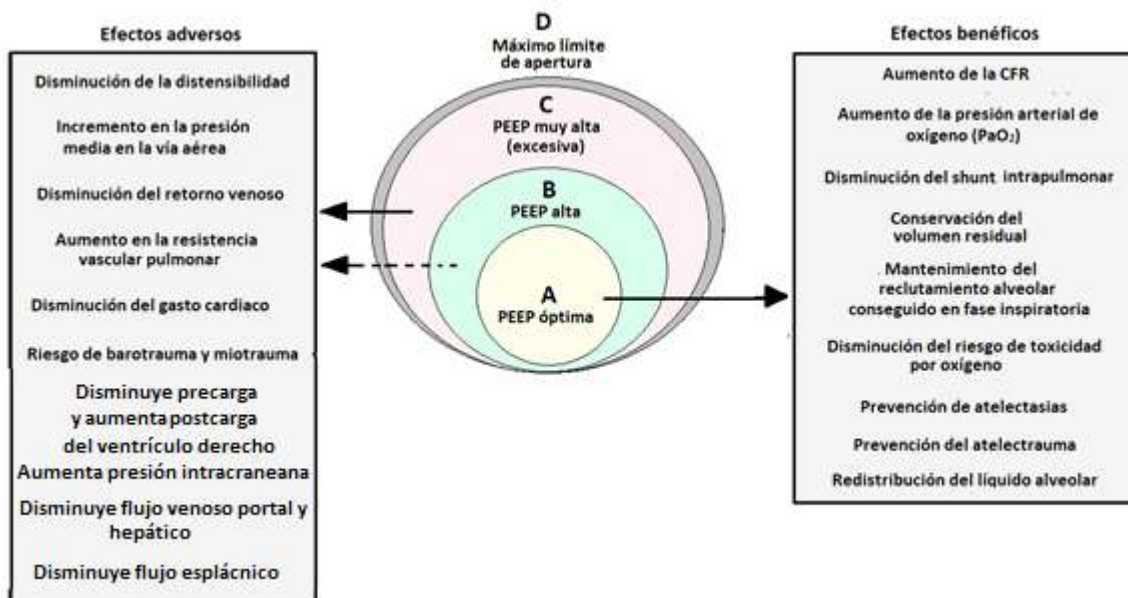 Efectos adversos
Disminución de la distensibilidad
Incremento en la presión
media en la vía aérea
Disminución del retorno venoso
Aumento en la resistencia
vascular pulmonar
Disminución del gasto cardiaco
Riesgo de barotrauma y miotrauma
Disminuye precarga
y aumenta postcarga
del ventrículo derecho
Aumenta presión intracraneana
Disminuye flujo venoso portal y
hepático
Disminuye flujo esplácnico
D
Máximo límite
de apertura
C
PEEP muy alta
(excesiva)
B
PEEP alta
A
PEEP óptima
Efectos benéficos
Aumento de la CFR
Aumento de la presión arterial de
oxígeno (PaO₂)
Disminución del shunt intrapulmonar
Conservación del
volumen residual
Mantenimiento del
reclutamiento alveolar
conseguido en fase inspiratoria
Disminución del riesgo de toxicidad
por oxígeno
Prevención de atelectasias
Prevención del atelectrauma
Redistribución del líquido alveolar